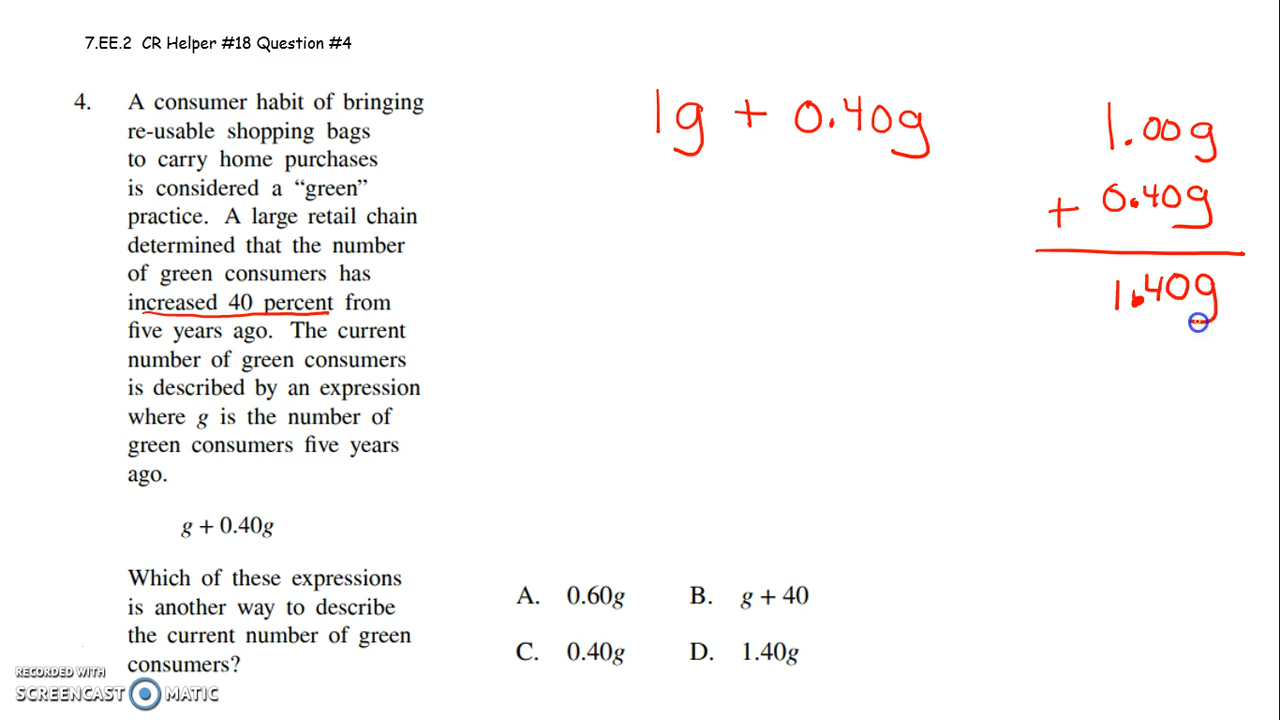 7.EE.2 CR Helper #18 Question #4
4. A consumer habit of bringing
re-usable shopping bags
to carry home purchases
is considered a “green”
practice. A large retail chain
determined that the number
of green consumers has
increased 40 percent from
five years ago. The current
number of green consumers
is described by an expression
where g is the number of
green consumers five years
ago.
g + 0.40g
Which of these expressions
is another way to describe
the current number of green
consumers?
A. 0.60g B. g + 40
C. 0.40g D. 1.40g
1g + 0.40g
1.00g
+ 0.40g
1.40g
RECORDED WITH
SCREENCAST MATIC